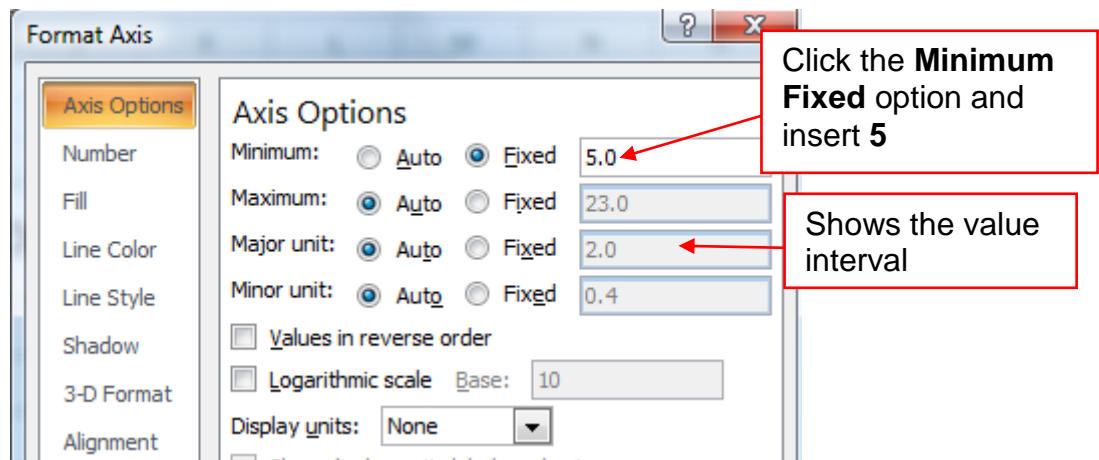 Format Axis
?
X
Click the Minimum
Fixed option and
insert 5
Axis Options
Number
Fill
Line Color
Line Style
Shadow
3-D Format
Alignment
Axis Options
Minimum: Auto Fixed 5.0
Maximum: Auto Fixed 23.0
Major unit: Auto Fixed 2.0
Minor unit: Auto Fixed 0.4
Values in reverse order
Logarithmic scale Base: 10
Display units: None
Shows the value
interval